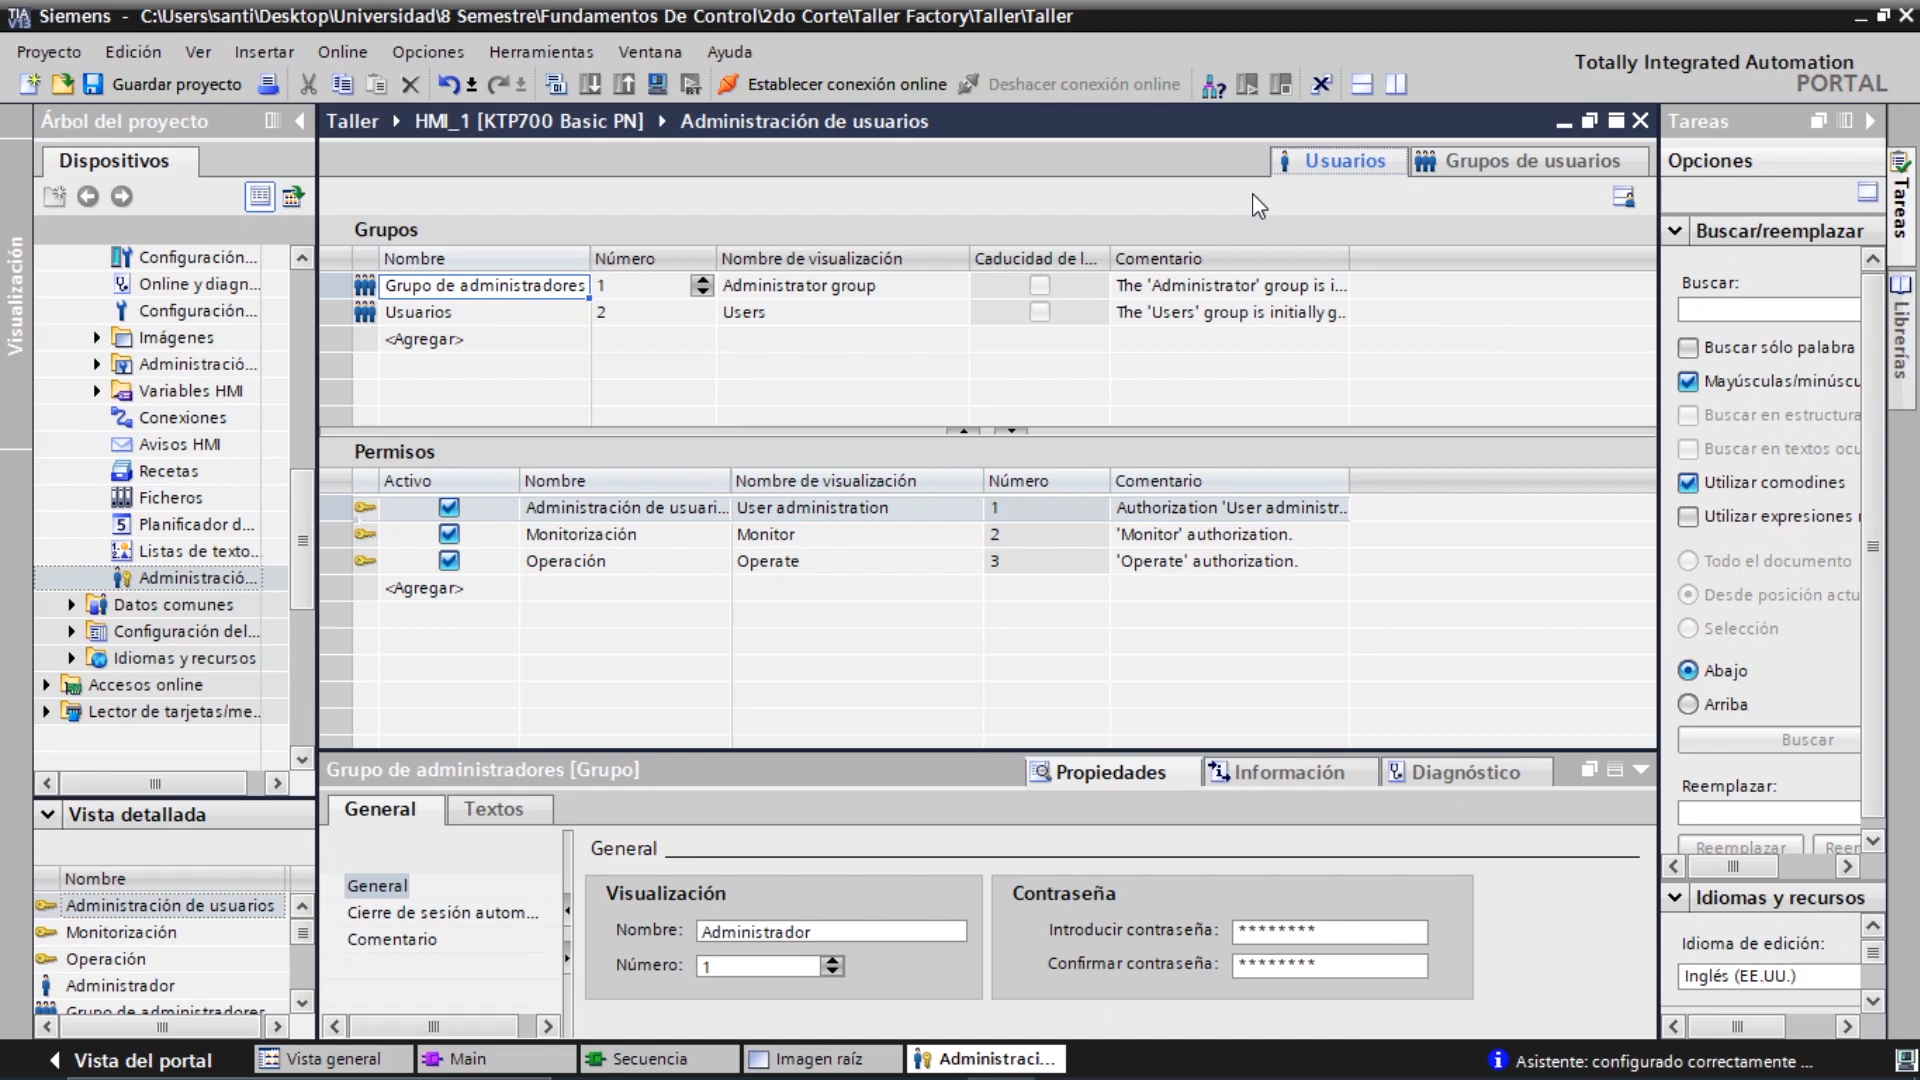 TIA V13 Siemens - C:\Users\santi\Desktop\Universidad\8 Semestre\Fundamentos De Control\2do Corte\Taller Factory\Taller\Taller
Proyecto Edición Ver Insertar Online Opciones Herramientas Ventana Ayuda
Totally Integrated Automation
PORTAL
Guardar proyecto Establecer conexión online Deshacer conexión online
Árbol del proyecto
Taller HMI_1 [KTP700 Basic PN] Administración de usuarios
Tareas
Dispositivos
Usuarios Grupos de usuarios
Opciones
Visualización
Tareas
Librerías
Configuración...
Online y diagn...
Configuración...
Imágenes
Administració...
Variables HMI
Conexiones
Avisos HMI
Recetas
Ficheros
Planificador d...
Listas de texto...
Administració...
Datos comunes
Configuración del...
Idiomas y recursos
Accesos online
Lector de tarjetas/me..
Grupos
Nombre Número Nombre de visualización Caducidad de l... Comentario
Grupo de administradores 1 Administrator group The 'Administrator' group is i...
Usuarios 2 Users The 'Users' group is initially g..
<Agregar>
Permisos
Activo Nombre Nombre de visualización Número Comentario
Administración de usuari... User administration 1 Authorization 'User administr..
Monitorización Monitor 2 'Monitor' authorization.
Operación Operate 3 'Operate' authorization.
<Agregar>
Buscar/reemplazar
Buscar:
Buscar sólo palabra
Mayúsculas/minúscu
Buscar en estructura
Buscar en textos ocu
Utilizar comodines
Utilizar expresiones
Todo el documento
Desde posición actu
Selección
Abajo
Arriba
Buscar
Reemplazar:
Reemplazar Reem
Idiomas y recursos
Idioma de edición:
Inglés (EE.UU.)
Vista detallada
Nombre
Administración de usuarios
Monitorización
Operación
Administrador
Grupo de administradores
Grupo de administradores [Grupo]
Propiedades Información Diagnóstico
General Textos
General
Cierre de sesión autom...
Comentario
General
Visualización
Nombre: Administrador
Número: 1
Contraseña
Introducir contraseña: ********
Confirmar contraseña: ********
Vista del portal Vista general Main Secuencia Imagen raíz Administraci...
Asistente: configurado correctamente ...